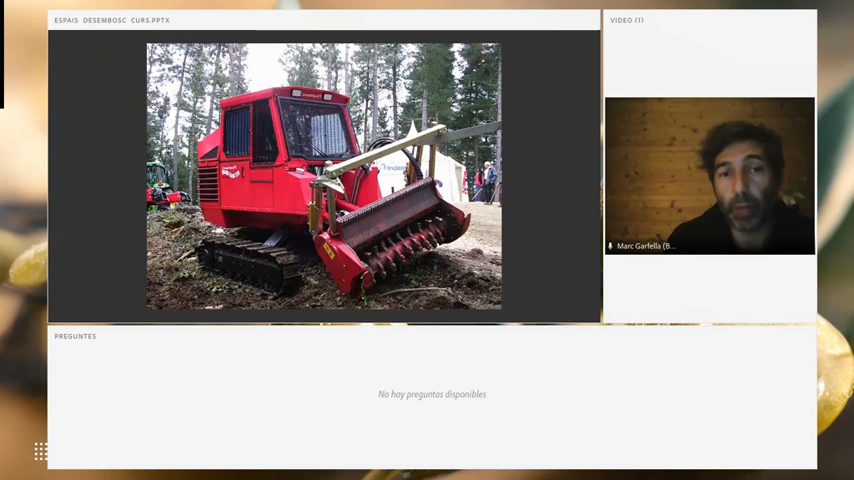 ESPAIS DESEMBOSC CURS.PPTX
VIDEO (1)
Marc Garfella (B...
PREGUNTES
No hay preguntas disponibles